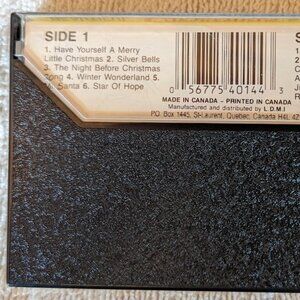 SIDE 1
1. Have Yourself A Merry
Little Christmas 2. Silver Bells
3. The Night Before Christmas
Song 4. Winter Wonderland 5.
Santa 6. Star Of Hope
0 56775 40144 3
MADE IN CANADA - PRINTED IN CANADA
Manufactured and distributed by L.D.M.I
P.O. Box 1445, St-Laurent, Quebec, Canada H4L
S
2